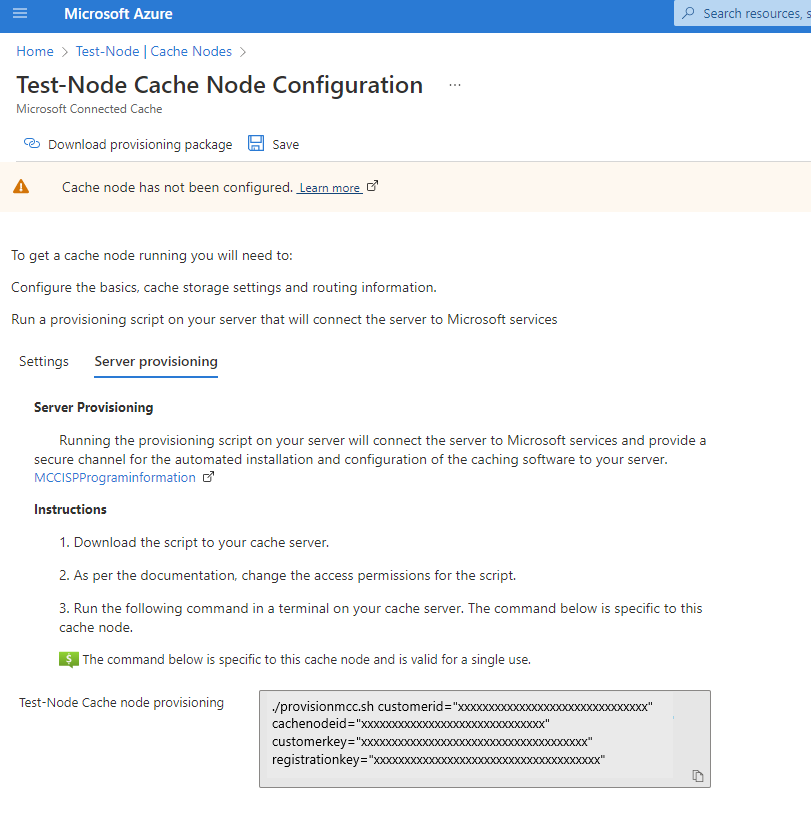 Microsoft Azure
Search resources, s
Home > Test-Node | Cache Nodes >
Test-Node Cache Node Configuration ...
Microsoft Connected Cache
Download provisioning package Save
Cache node has not been configured. Learn more
To get a cache node running you will need to:
Configure the basics, cache storage settings and routing information.
Run a provisioning script on your server that will connect the server to Microsoft services
Settings Server provisioning
Server Provisioning
Running the provisioning script on your server will connect the server to Microsoft services and provide a
secure channel for the automated installation and configuration of the caching software to your server.
MCCISPPrograminformation
Instructions
1. Download the script to your cache server.
2. As per the documentation, change the access permissions for the script.
3. Run the following command in a terminal on your cache server. The command below is specific to this
cache node.
$ The command below is specific to this cache node and is valid for a single use.
Test-Node Cache node provisioning
./provisionmcc.sh customerid="xxxxxxxxxxxxxxxxxxxxxxxxxxxxxxx"
cachenodeid="xxxxxxxxxxxxxxxxxxxxxxxxxxxxxx"
customerkey="xxxxxxxxxxxxxxxxxxxxxxxxxxxxxxxxxxxxx"
registrationkey="xxxxxxxxxxxxxxxxxxxxxxxxxxxxxxxxxxxxx"